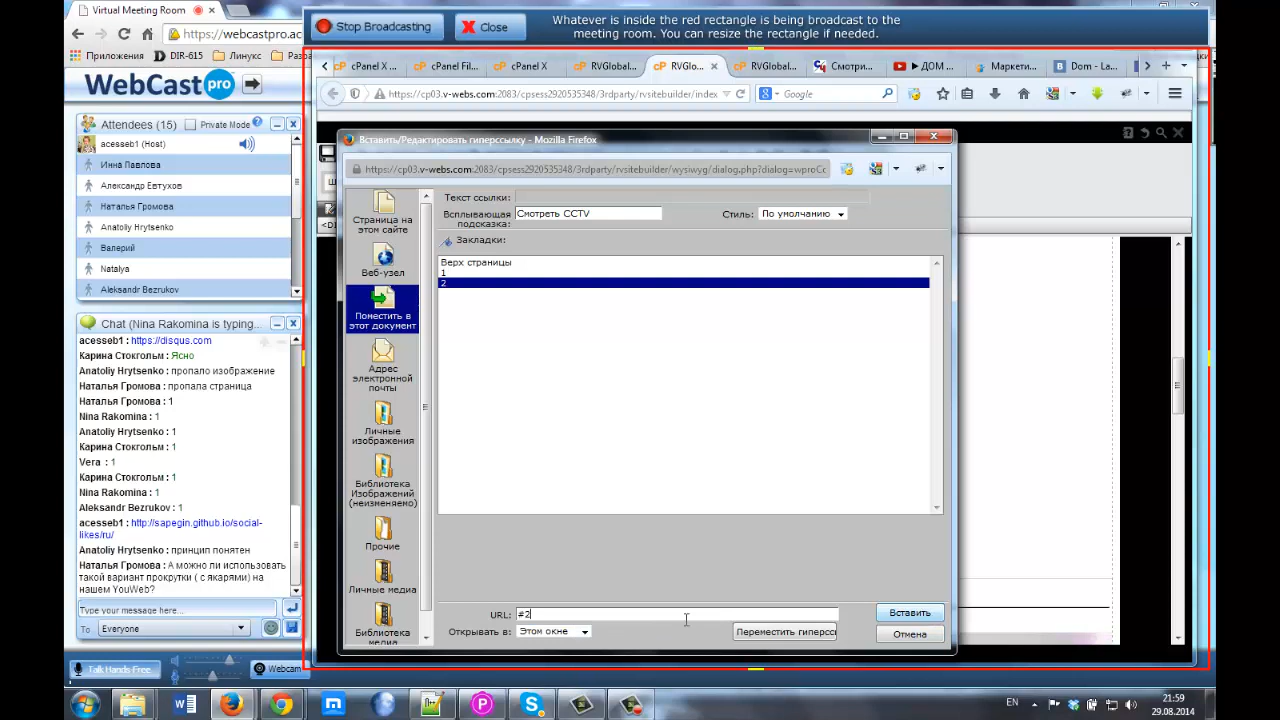 Virtual Meeting Room
https://webcastpro.ac
Приложения
DIR-615
Линукс
WebCast pro
Stop Broadcasting
Close
Whatever is inside the red rectangle is being broadcast to the
meeting room. You can resize the rectangle if needed.
cPanel X ...
cPanel Fil...
cPanel X
RVGlobal...
RVGlo...
RVGlobal...
Смотри...
ДОМ ...
Маркети...
Dom - La...
https://cp03.v-webs.com:2083/cpsess2920535348/3rdparty/rvsitebuilder/index
Google
Attendees (15)
Private Mode
acesseb1 (Host)
Инна Павлова
Александр Евтухов
Наталья Громова
Anatoliy Hrytsenko
Валерий
Natalya
Aleksandr Bezrukov
Chat (Nina Rakomina is typing...
acesseb1 : https://disqus.com
Карина Стокгольм : Ясно
Anatoliy Hrytsenko : пропало изображение
Наталья Громова : пропала страница
Наталья Громова : 1
Nina Rakomina : 1
Anatoliy Hrytsenko : 1
Карина Стокгольм : 1
Vera : 1
Карина Стокгольм : 1
Nina Rakomina : 1
Aleksandr Bezrukov : 1
acesseb1 : http://sapegin.github.io/social-
likes/ru/
Anatoliy Hrytsenko : принцип понятен
Наталья Громова : А можно ли использовать
такой вариант прокрутки ( с якарями) на
нашем YouWeb?
Type your message here...
To
Everyone
Talk Hands-Free
Webcam
Вставить/Редактировать гиперссылку - Mozilla Firefox
https://cp03.v-webs.com:2083/cpsess2920535348/3rdparty/rvsitebuilder/wysiwyg/dialog.php?dialog=wproCo
Страница на
этом сайте
Веб-узел
Поместить в
этот документ
Адрес
электронной
почты
Личные
изображения
Библиотека
Изображений
(неизменяемо)
Прочие
Личные медиа
Библиотека
медиа
Текст ссылки:
Всплывающая
подсказка:
Смотреть CCTV
Стиль:
По умолчанию
Закладки:
Верх страницы
1
2
URL:
#2
Открывать в:
Этом окне
Переместить гиперсс
Вставить
Отмена
EN
21:59
29.08.2014